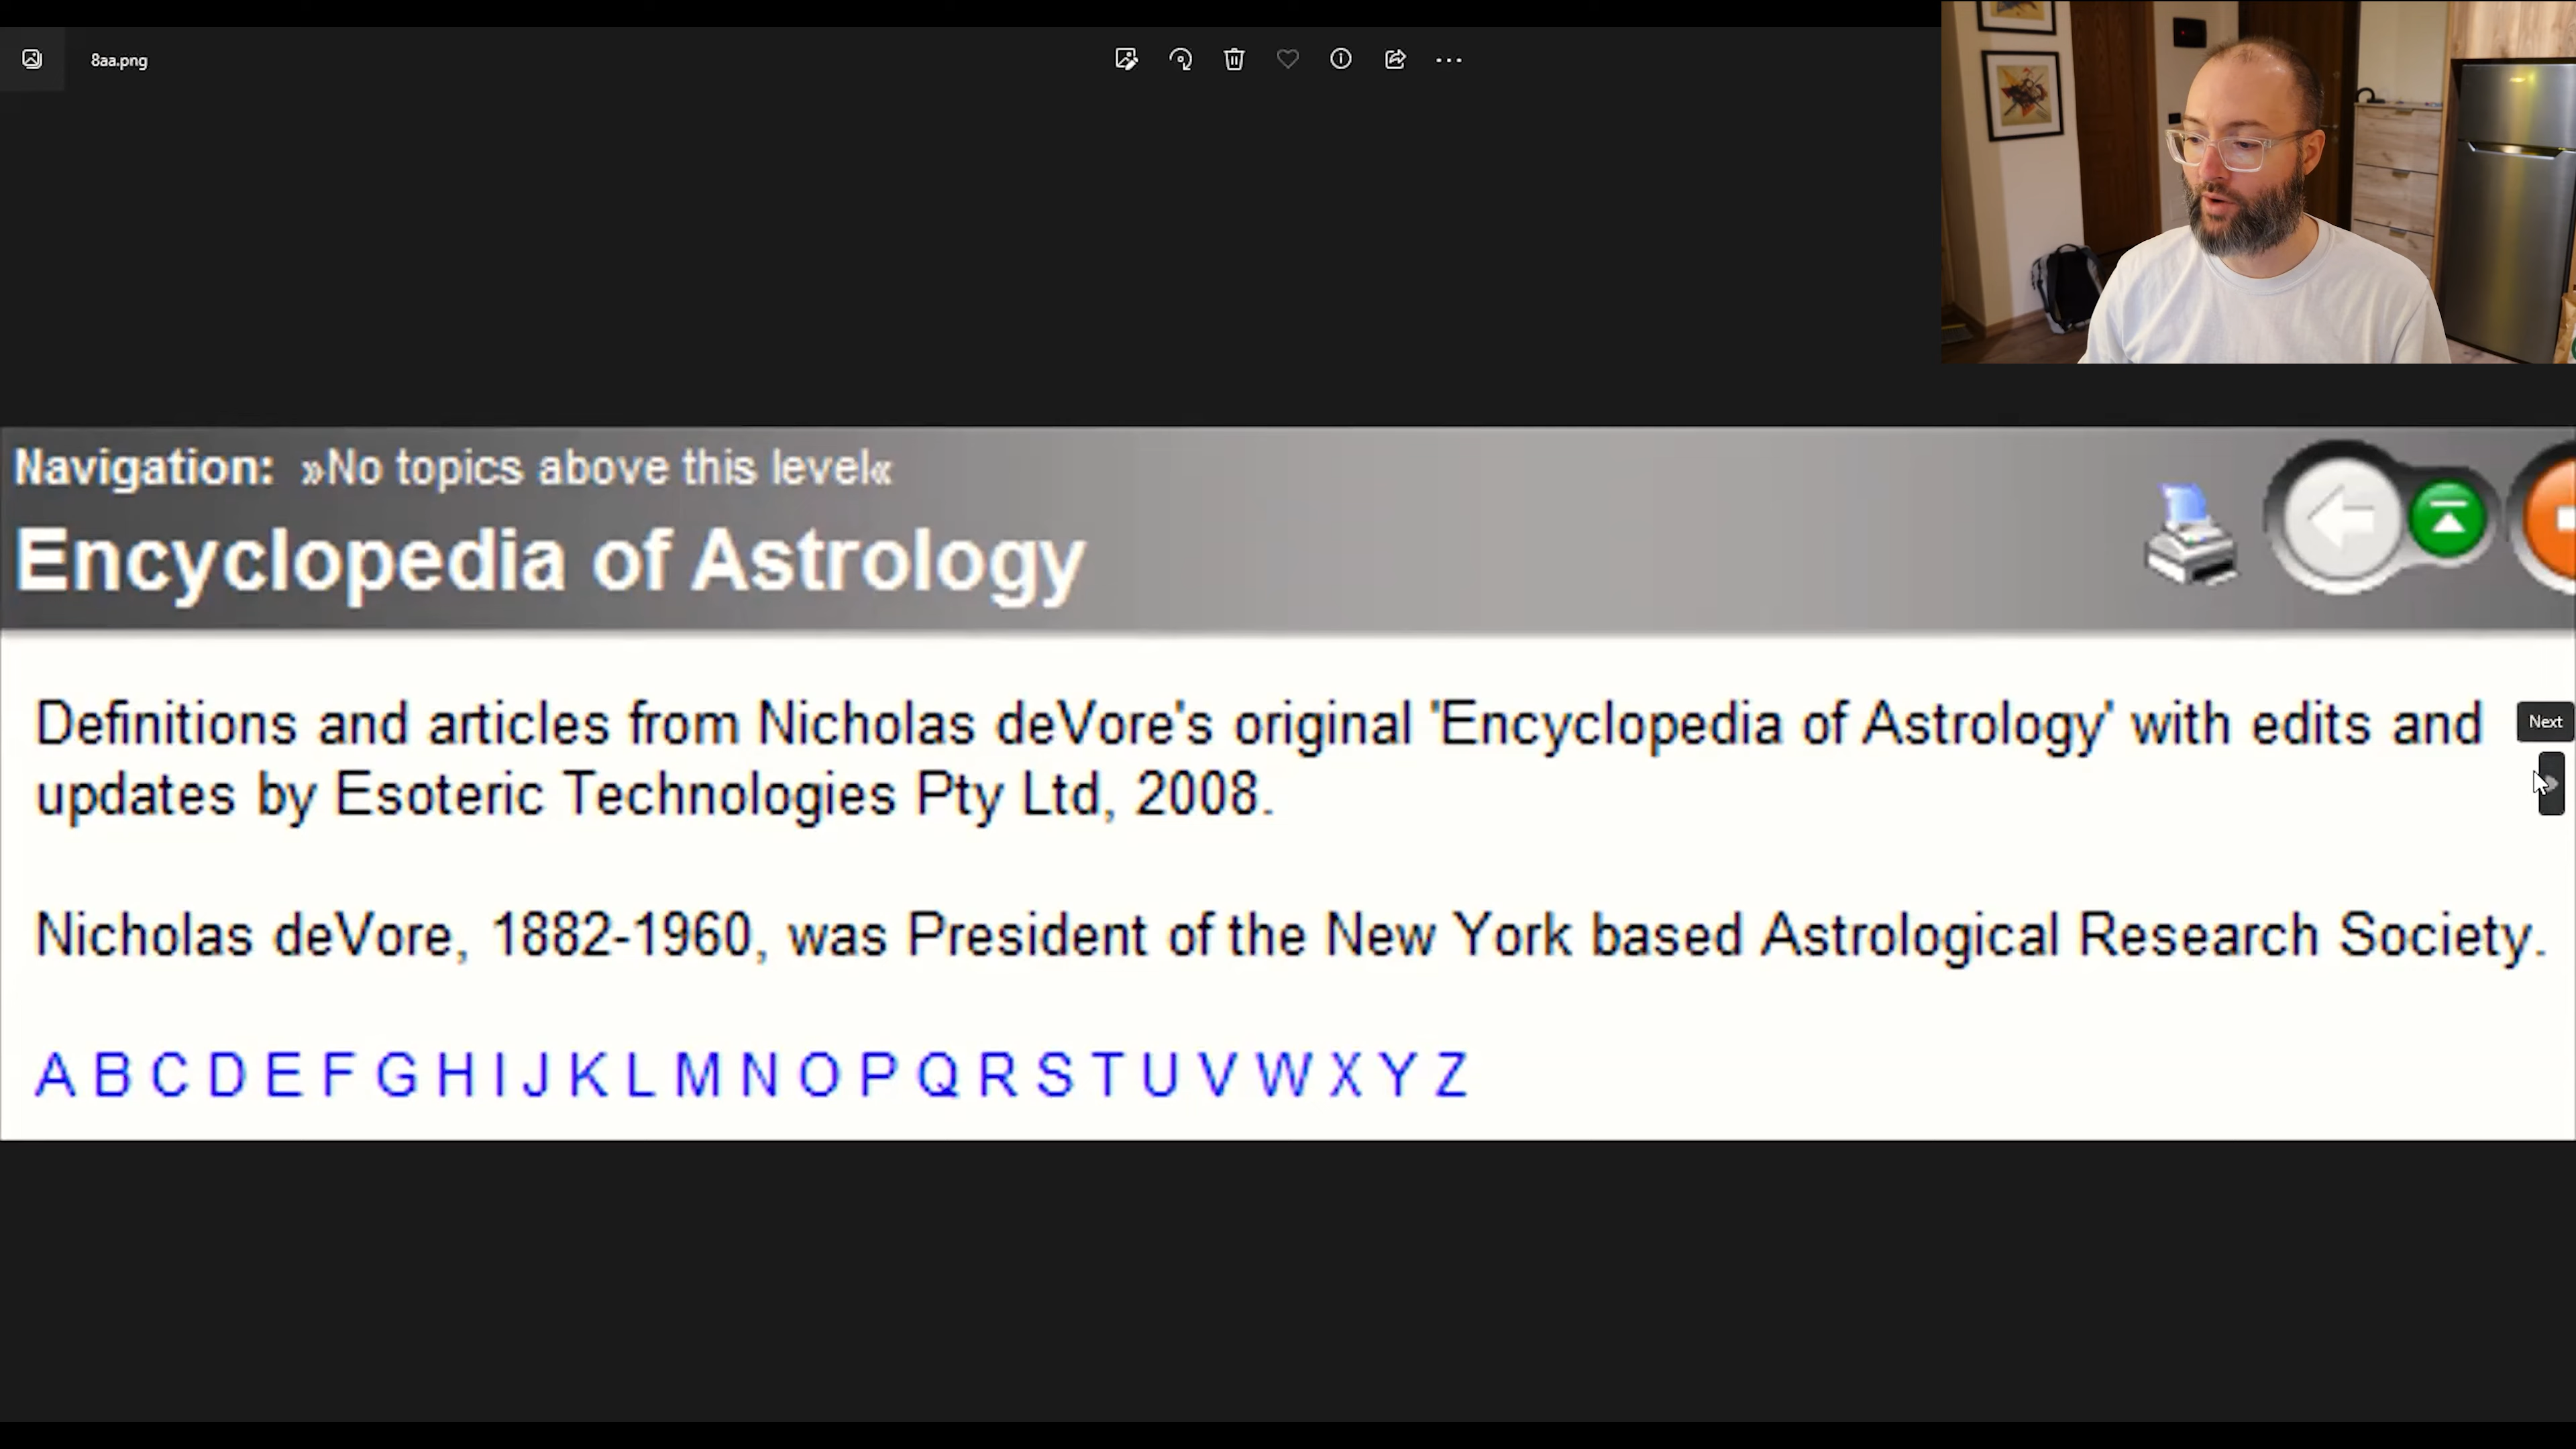 8aa.png
Navigation: »No topics above this level«
Encyclopedia of Astrology
Definitions and articles from Nicholas deVore's original 'Encyclopedia of Astrology' with edits and
Next
updates by Esoteric Technologies Pty Ltd, 2008.
Nicholas deVore, 1882-1960, was President of the New York based Astrological Research Society.
A B C D E F G H I J K L M N O P Q R S T U V W X Y Z